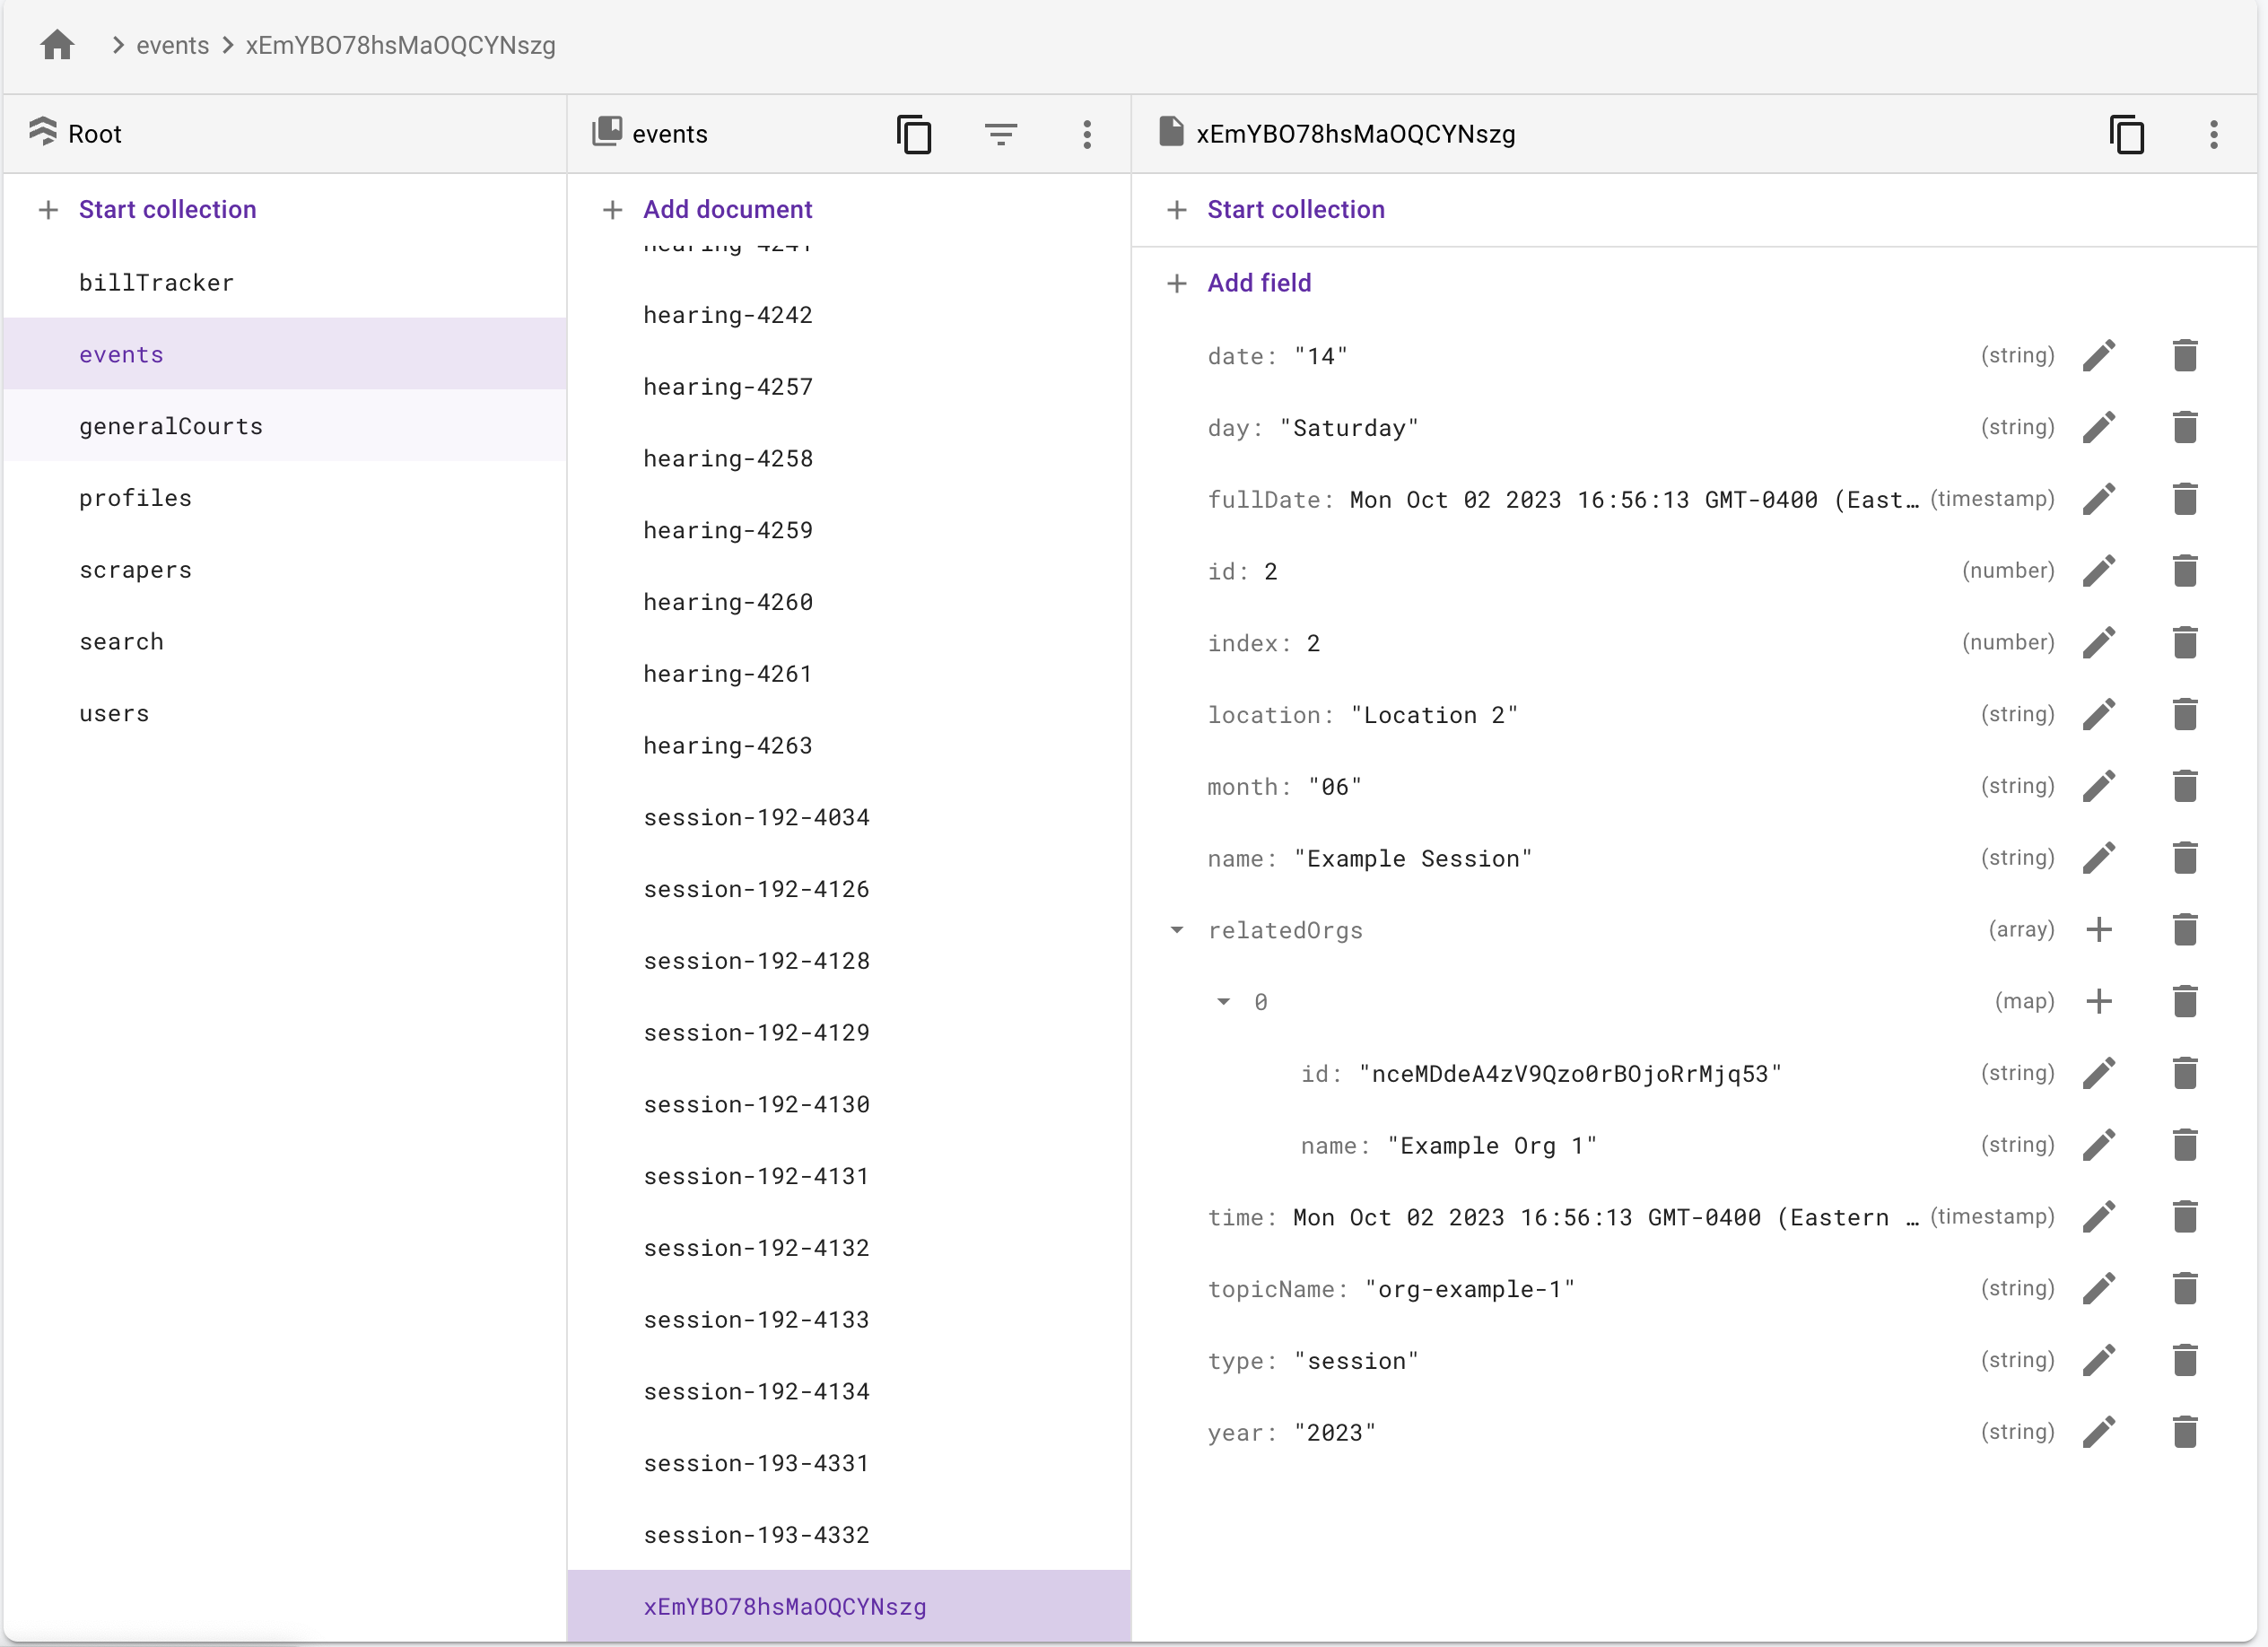 events
xEmYBO78hsMaOQCYNszg
Root
Start collection
billTracker
events
generalCourts
profiles
scrapers
search
users
events
Add document
hearing-4241
hearing-4242
hearing-4257
hearing-4258
hearing-4259
hearing-4260
hearing-4261
hearing-4263
session-192-4034
session-192-4126
session-192-4128
session-192-4129
session-192-4130
session-192-4131
session-192-4132
session-192-4133
session-192-4134
session-193-4331
session-193-4332
xEmYBO78hsMaOQCYNszg
xEmYBO78hsMaOQCYNszg
Start collection
Add field
date: "14" (string)
day: "Saturday" (string)
fullDate: Mon Oct 02 2023 16:56:13 GMT-0400 (East… (timestamp)
id: 2 (number)
index: 2 (number)
location: "Location 2" (string)
month: "06" (string)
name: "Example Session" (string)
relatedOrgs (array)
0 (map)
id: "nceMDdeA4zV9Qzo0rBOjoRrMjq53" (string)
name: "Example Org 1" (string)
time: Mon Oct 02 2023 16:56:13 GMT-0400 (Eastern … (timestamp)
topicName: "org-example-1" (string)
type: "session" (string)
year: "2023" (string)